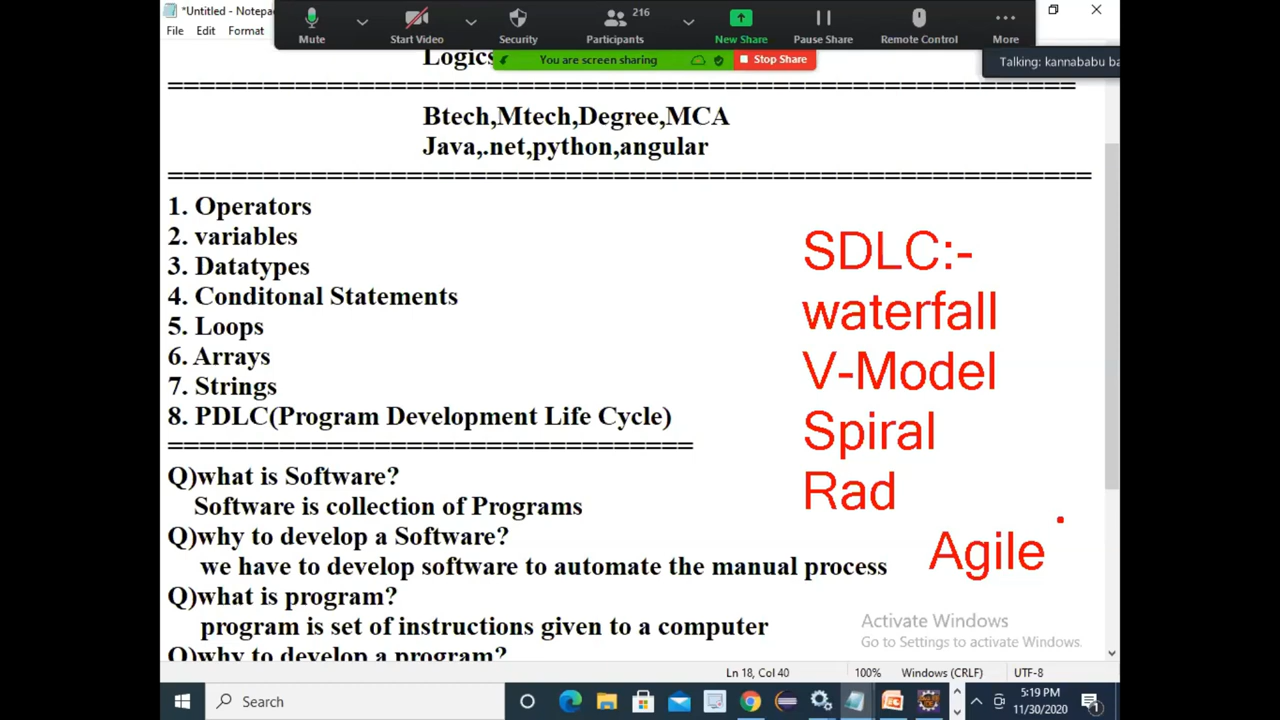 *Untitled - Notepa
File Edit Format
Mute
Start Video
Security
216
Participants
New Share
Pause Share
Remote Control
More
You are screen sharing
Stop Share
Talking: kannababu ba
Logics
==========================================================
Btech,Mtech,Degree,MCA
Java,.net,python,angular
===========================================================
1. Operators
2. variables
3. Datatypes
4. Conditonal Statements
5. Loops
6. Arrays
7. Strings
8. PDLC(Program Development Life Cycle)
=================================
Q)what is Software?
Software is collection of Programs
Q)why to develop a Software?
we have to develop software to automate the manual process
Q)what is program?
program is set of instructions given to a computer
Q)why to develop a program?
SDLC:-
waterfall
V-Model
Spiral
Rad
Agile
Activate Windows
Go to Settings to activate Windows.
Ln 18, Col 40 100% Windows (CRLF) UTF-8
Search
5:19 PM
11/30/2020
1